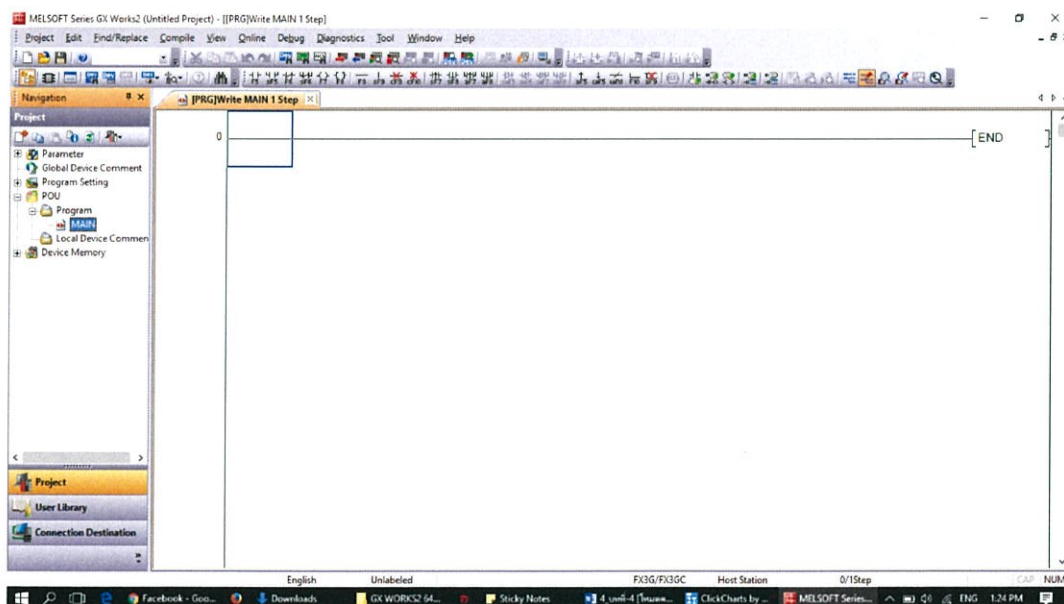 MELSOFT Series GX Works2 (Untitled Project) - [[PRG]Write MAIN 1 Step]
Project Edit Find/Replace Compile View Online Debug Diagnostics Tool Window Help
Navigation
[PRG]Write MAIN 1 Step
Project
Parameter
Global Device Comment
Program Setting
POU
Program
MAIN
Local Device Commen
Device Memory
0
END
Project
User Library
Connection Destination
English Unlabeled FX3G/FX3GC Host Station 0/1Step CAP NUM
Facebook - Goo... Downloads GX WORKS2 64... Sticky Notes ClickCharts by ... MELSOFT Series... ENG 1:24 PM